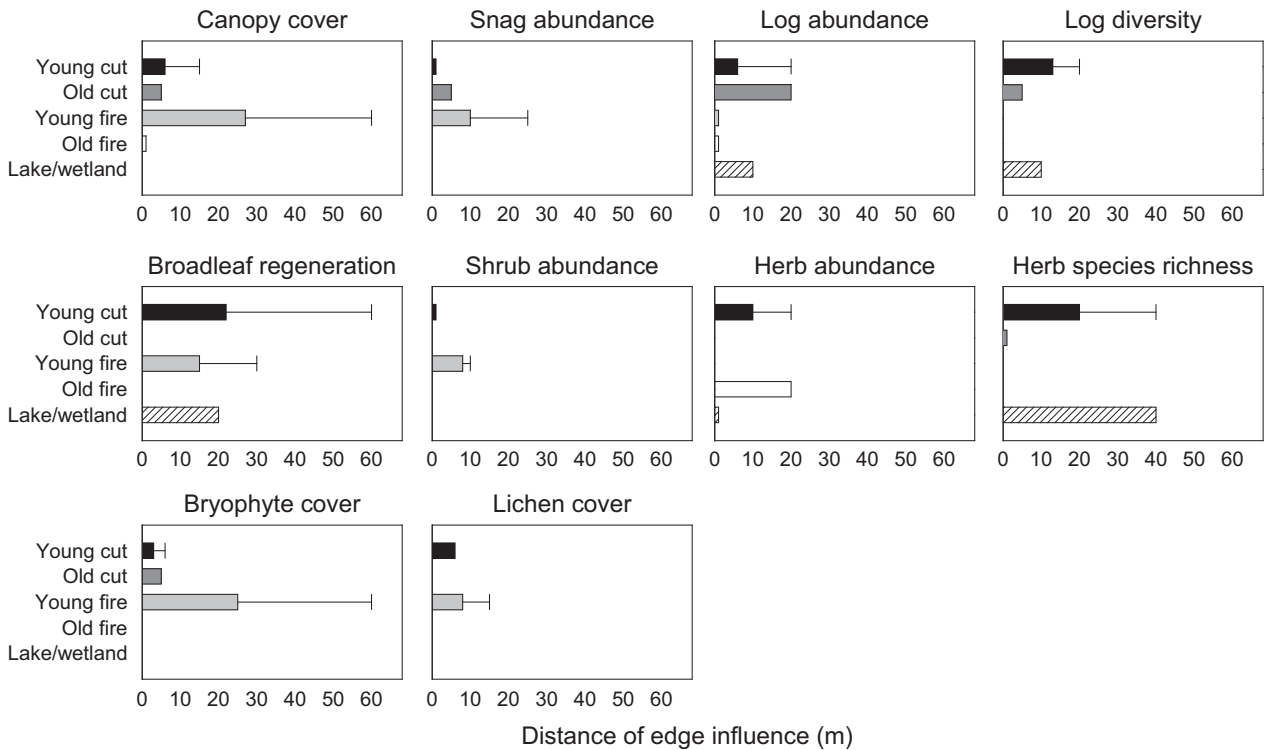 Canopy cover Snag abundance Log abundance Log diversity
Young cut
Old cut
Young fire
Old fire
Lake/wetland
0 10 20 30 40 50 60 0 10 20 30 40 50 60 0 10 20 30 40 50 60 0 10 20 30 40 50 60
Broadleaf regeneration Shrub abundance Herb abundance Herb species richness
Young cut
Old cut
Young fire
Old fire
Lake/wetland
0 10 20 30 40 50 60 0 10 20 30 40 50 60 0 10 20 30 40 50 60 0 10 20 30 40 50 60
Bryophyte cover Lichen cover
Young cut
Old cut
Young fire
Old fire
Lake/wetland
0 10 20 30 40 50 60 0 10 20 30 40 50 60
Distance of edge influence (m)